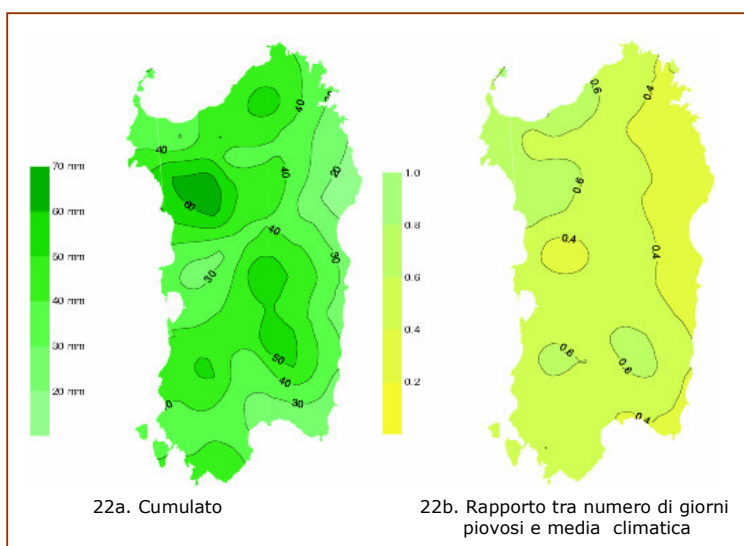 70 mm
60 mm
50 mm
40 mm
30 mm
20 mm
40
40
40
20
60
40
30
30
50
40
30
1.0
0.8
0.6
0.4
0.2
0.6
0.4
0.6
0.4
0.4
0.6
0.6
0.4
22a. Cumulato
22b. Rapporto tra numero di giorni
piovosi e media climatica